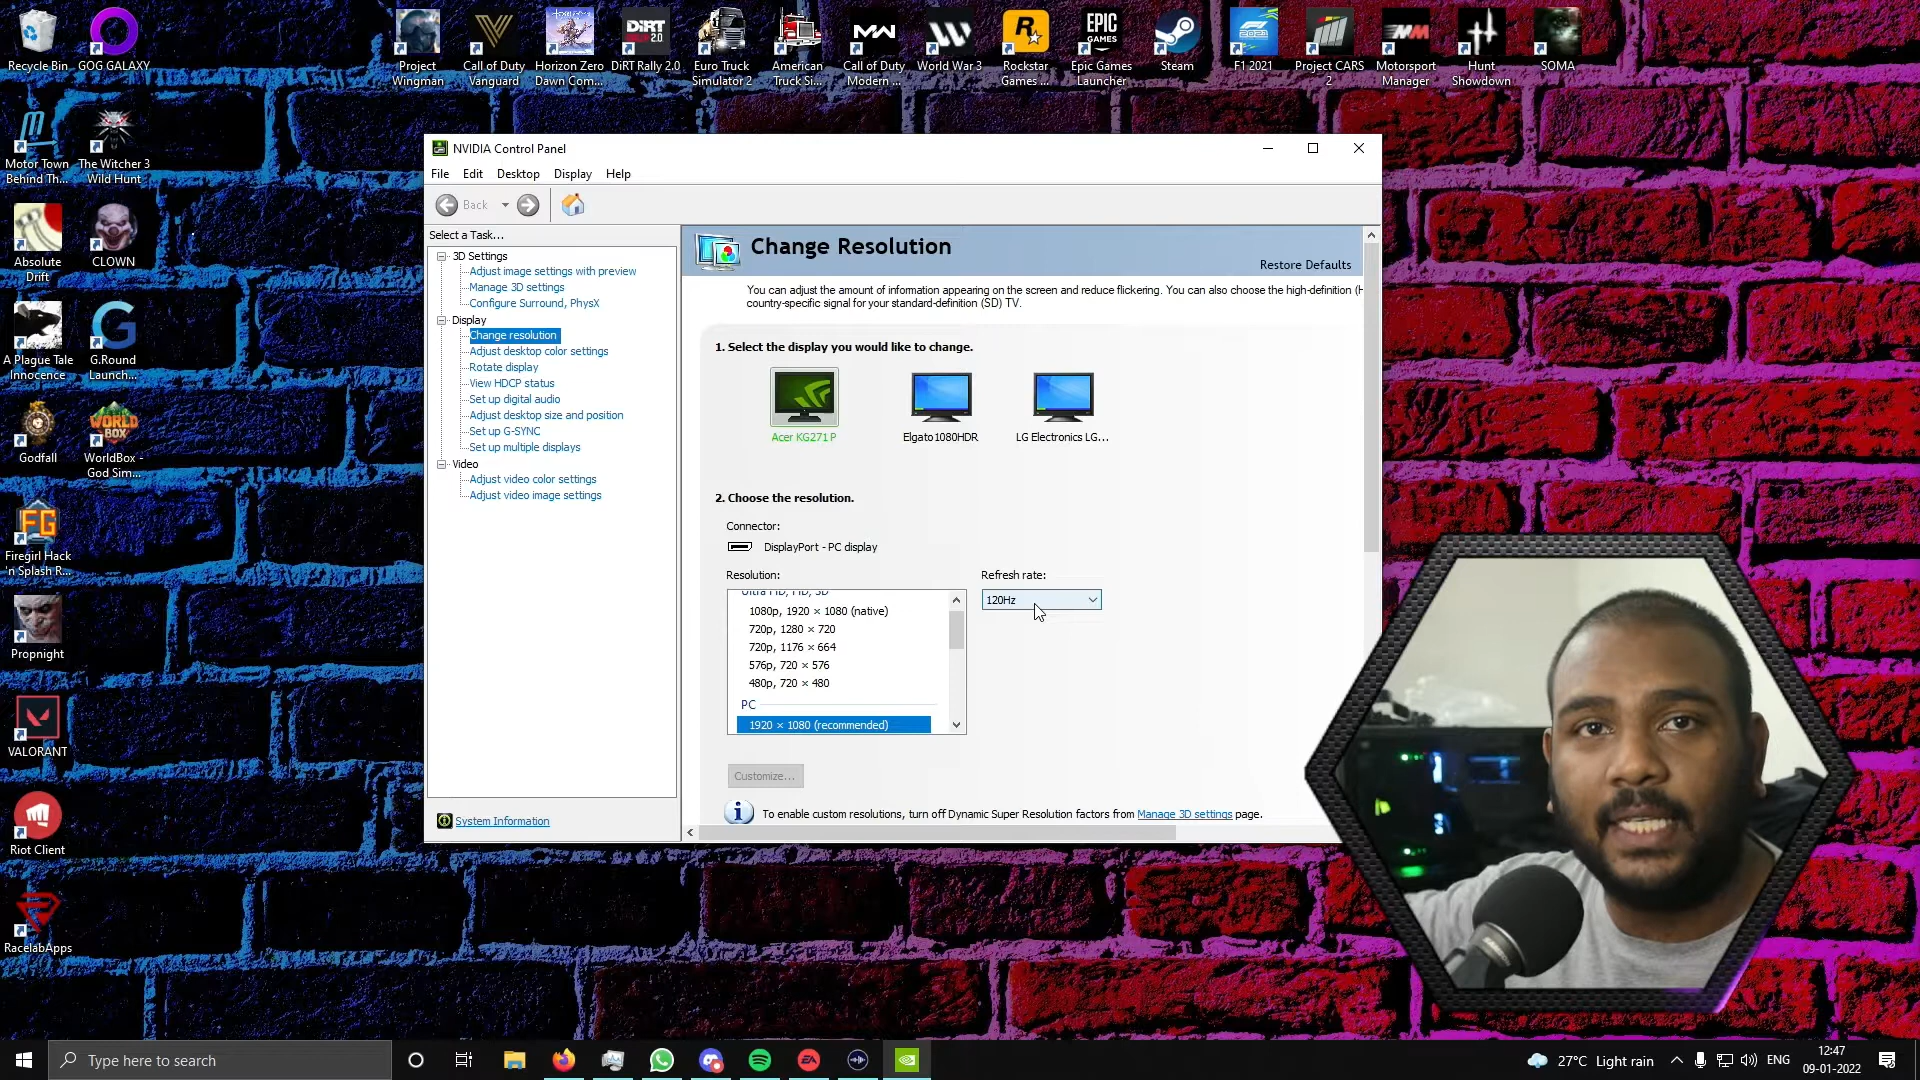 Recycle Bin
GOG GALAXY
Project
Wingman
Call of Duty
Vanguard
Horizon Zero
Dawn Com...
DiRT Rally 2.0
Euro Truck
Simulator 2
American
Truck Si...
Call of Duty
Modern ...
World War 3
Rockstar
Games ...
Epic Games
Launcher
Steam
F1 2021
Project CARS
2
Motorsport
Manager
Hunt
Showdown
SOMA
Motor Town
Behind Th...
The Witcher 3
Wild Hunt
Absolute
Drift
CLOWN
A Plague Tale
Innocence
G.Round
Launch...
Godfall
WorldBox -
God Sim...
Firegirl Hack
'n Splash R...
Propnight
VALORANT
Riot Client
RacelabApps
NVIDIA Control Panel
File Edit Desktop Display Help
Back
Select a Task...
3D Settings
Adjust image settings with preview
Manage 3D settings
Configure Surround, PhysX
Display
Change resolution
Adjust desktop color settings
Rotate display
View HDCP status
Set up digital audio
Adjust desktop size and position
Set up G-SYNC
Set up multiple displays
Video
Adjust video color settings
Adjust video image settings
System Information
Change Resolution
Restore Defaults
You can adjust the amount of information appearing on the screen and reduce flickering. You can also choose the high-definition (H
country-specific signal for your standard-definition (SD) TV.
1. Select the display you would like to change.
Acer KG271 P
Elgato1080HDR
LG Electronics LG...
2. Choose the resolution.
Connector:
DisplayPort - PC display
Resolution:
Refresh rate:
Ultra HD, HD, SD
120Hz
1080p, 1920 × 1080 (native)
720p, 1280 × 720
720p, 1176 × 664
576p, 720 × 576
480p, 720 × 480
PC
1920 × 1080 (recommended)
Customize...
To enable custom resolutions, turn off Dynamic Super Resolution factors from Manage 3D settings page.
Type here to search
27°C Light rain
ENG
12:47
09-01-2022